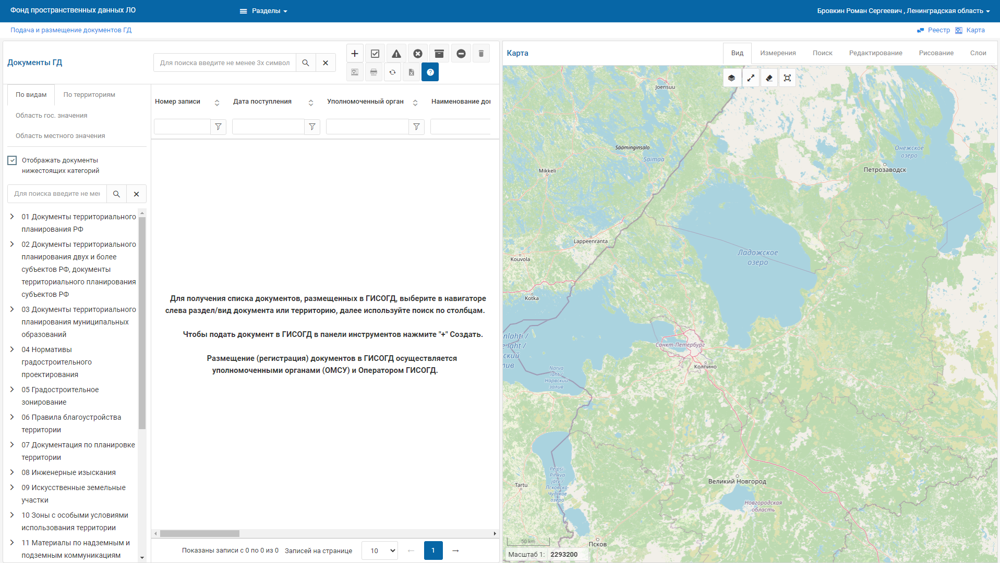 Фонд пространственных данных ЛО
Разделы
Бровкин Роман Сергеевич , Ленинградская область
Подача и размещение документов ГД
Реестр
Карта
Документы ГД
Для поиска введите не менее 3х символ
По видам
По территориям
Область гос. значения
Область местного значения
Отображать документы
нижестоящих категорий
Для поиска введите не мен
01 Документы территориального
планирования РФ
02 Документы территориального
планирования двух и более
субъектов РФ, документы
территориального планирования
субъектов РФ
03 Документы территориального
планирования муниципальных
образований
04 Нормативы
градостроительного
проектирования
05 Градостроительное
зонирование
06 Правила благоустройства
территории
07 Документация по планировке
территории
08 Инженерные изыскания
09 Искусственные земельные
участки
10 Зоны с особыми условиями
использования территории
11 Материалы по надземным и
подземным коммуникациям
Номер записи
Дата поступления
Уполномоченный орган
Наименование до
Для получения списка документов, размещенных в ГИСОГД, выберите в навигаторе
слева раздел/вид документа или территорию, далее используйте поиск по столбцам.
Чтобы подать документ в ГИСОГД в панели инструментов нажмите "+" Создать.
Размещение (регистрация) документов в ГИСОГД осуществляется
уполномоченными органами (ОМСУ) и Оператором ГИСОГД.
Показаны записи с 0 по 0 из 0
Записей на странице
10
←
1
→
Карта
Вид
Измерения
Поиск
Редактирование
Рисование
Слои
Joensuu
Sääminginsalo
Saimaa
Mikkeli
Онежское
озеро
Петрозаводск
Lappeenranta
Kouvola
Ладожское
озеро
Kotka
nlahti /
e laht /
ский
лив
Санкт-Петербург
Колпино
Narva
laht /
Нарвский
залив
Peipsi
Pihkva
järv /
Псковско-
Чудское
озеро
Tartu
Великий Новгород
Новгородская
область
Псков
50 km
Масштаб 1:
2293200